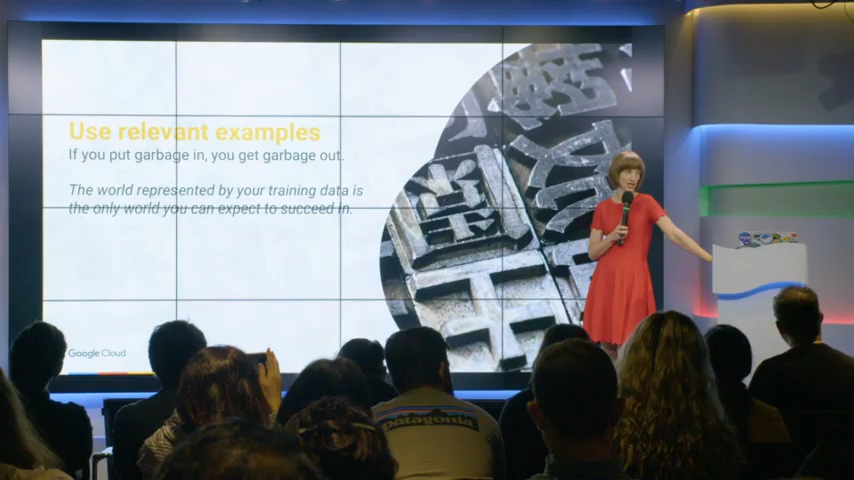 Use relevant examples
If you put garbage in, you get garbage out.
The world represented by your training data is
the only world you can expect to succeed in.
Google Cloud
patagonia